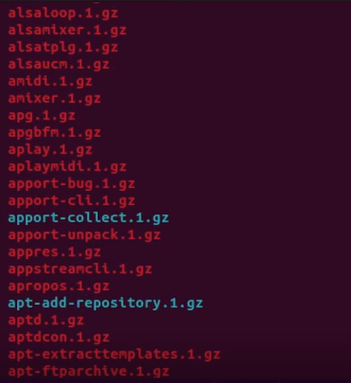 alsaloop.1.gz
alsamixer.1.gz
alsatplg.1.gz
alsaucm.1.gz
amidi.1.gz
amixer.1.gz
apg.1.gz
apgbfm.1.gz
aplay.1.gz
aplaymidi.1.gz
apport-bug.1.gz
apport-cli.1.gz
apport-collect.1.gz
apport-unpack.1.gz
appres.1.gz
appstreamcli.1.gz
apropos.1.gz
apt-add-repository.1.gz
aptd.1.gz
aptdcon.1.gz
apt-extracttemplates.1.gz
apt-ftparchive.1.gz